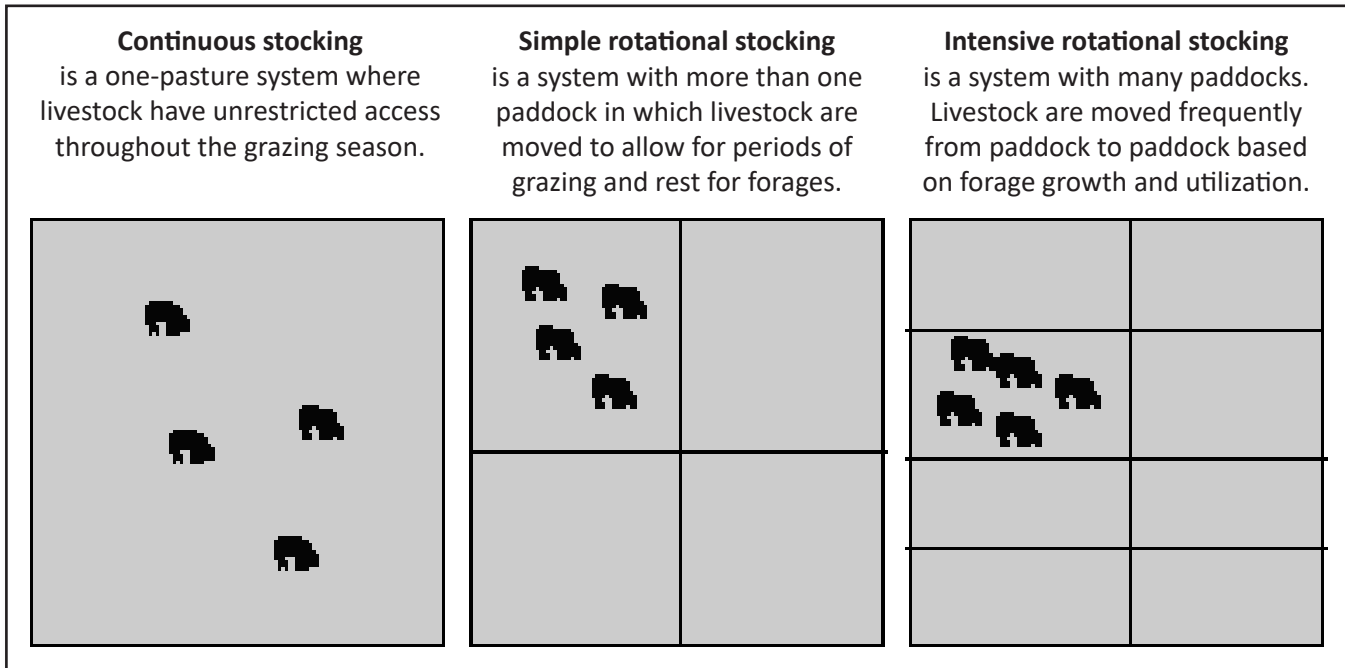 Continuous stocking
is a one-pasture system where
livestock have unrestricted access
throughout the grazing season.
Simple rotational stocking
is a system with more than one
paddock in which livestock are
moved to allow for periods of
grazing and rest for forages.
Intensive rotational stocking
is a system with many paddocks.
Livestock are moved frequently
from paddock to paddock based
on forage growth and utilization.